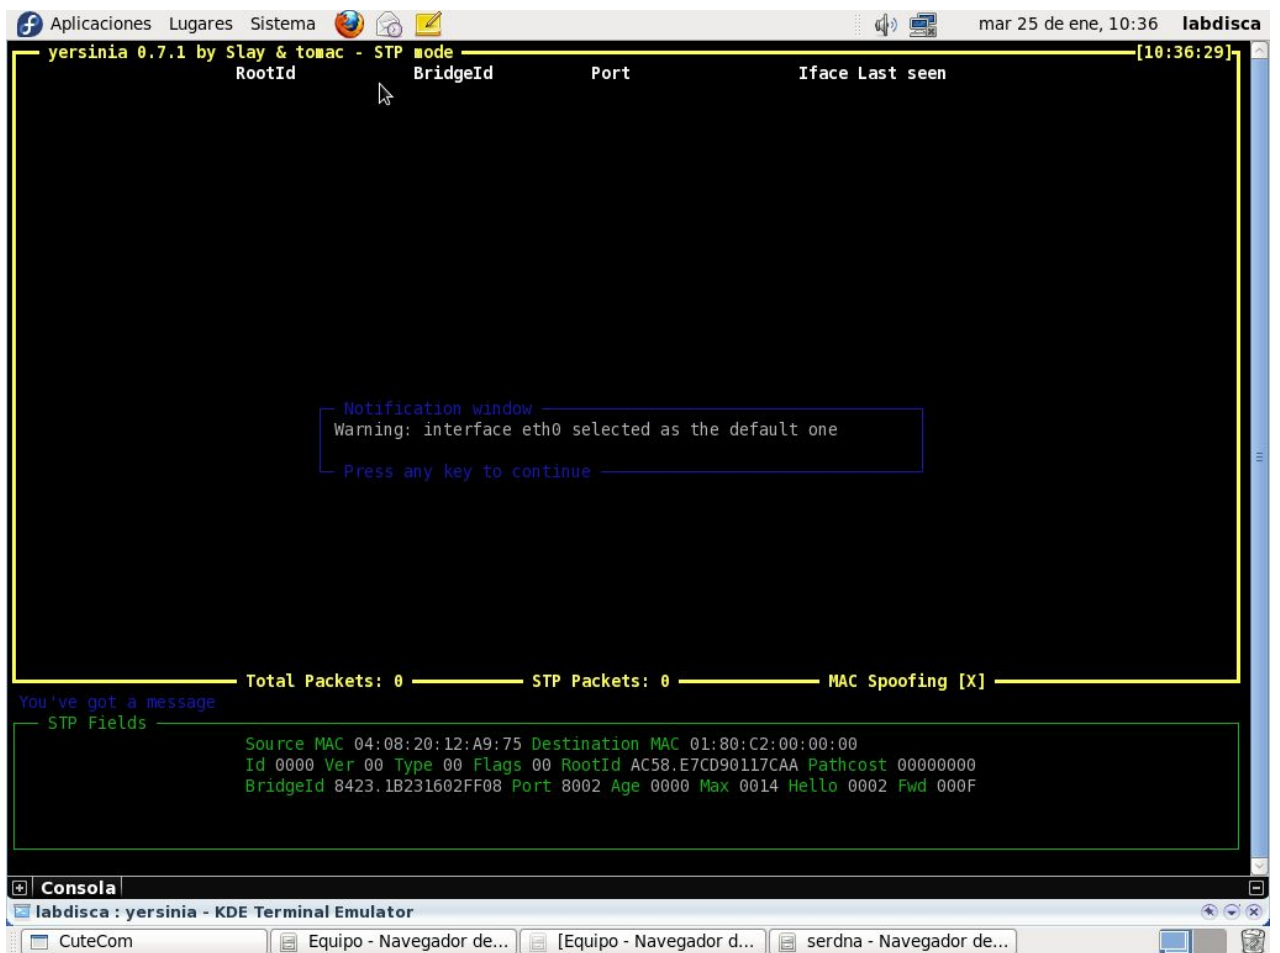 Aplicaciones Lugares Sistema mar 25 de ene, 10:36 labdisca
yersinia 0.7.1 by Slay & tomac - STP mode [10:36:29]
RootId BridgeId Port Iface Last seen
Notification window
Warning: interface eth0 selected as the default one
Press any key to continue
Total Packets: 0 STP Packets: 0 MAC Spoofing [X]
You've got a message
STP Fields
Source MAC 04:08:20:12:A9:75 Destination MAC 01:80:C2:00:00:00
Id 0000 Ver 00 Type 00 Flags 00 RootId AC58.E7CD90117CAA Pathcost 00000000
BridgeId 8423.1B231602FF08 Port 8002 Age 0000 Max 0014 Hello 0002 Fwd 000F
Consola
labdisca : yersinia - KDE Terminal Emulator
CuteCom Equipo - Navegador de... [Equipo - Navegador d... serdna - Navegador de...